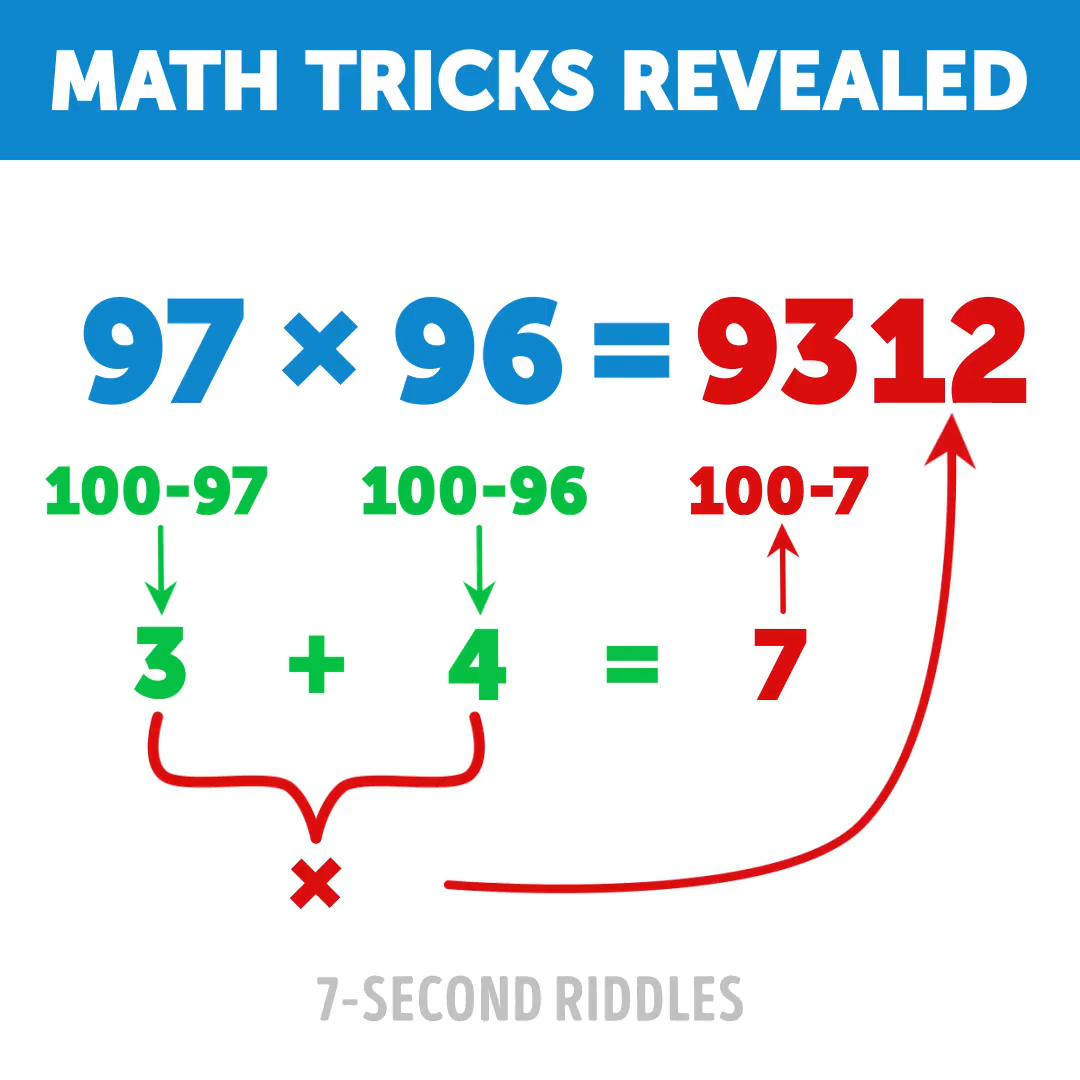 MATH TRICKS REVEALED
97 × 96 = 9312
100-97 100-96 100-7
3 + 4 = 7
×
7-SECOND RIDDLES